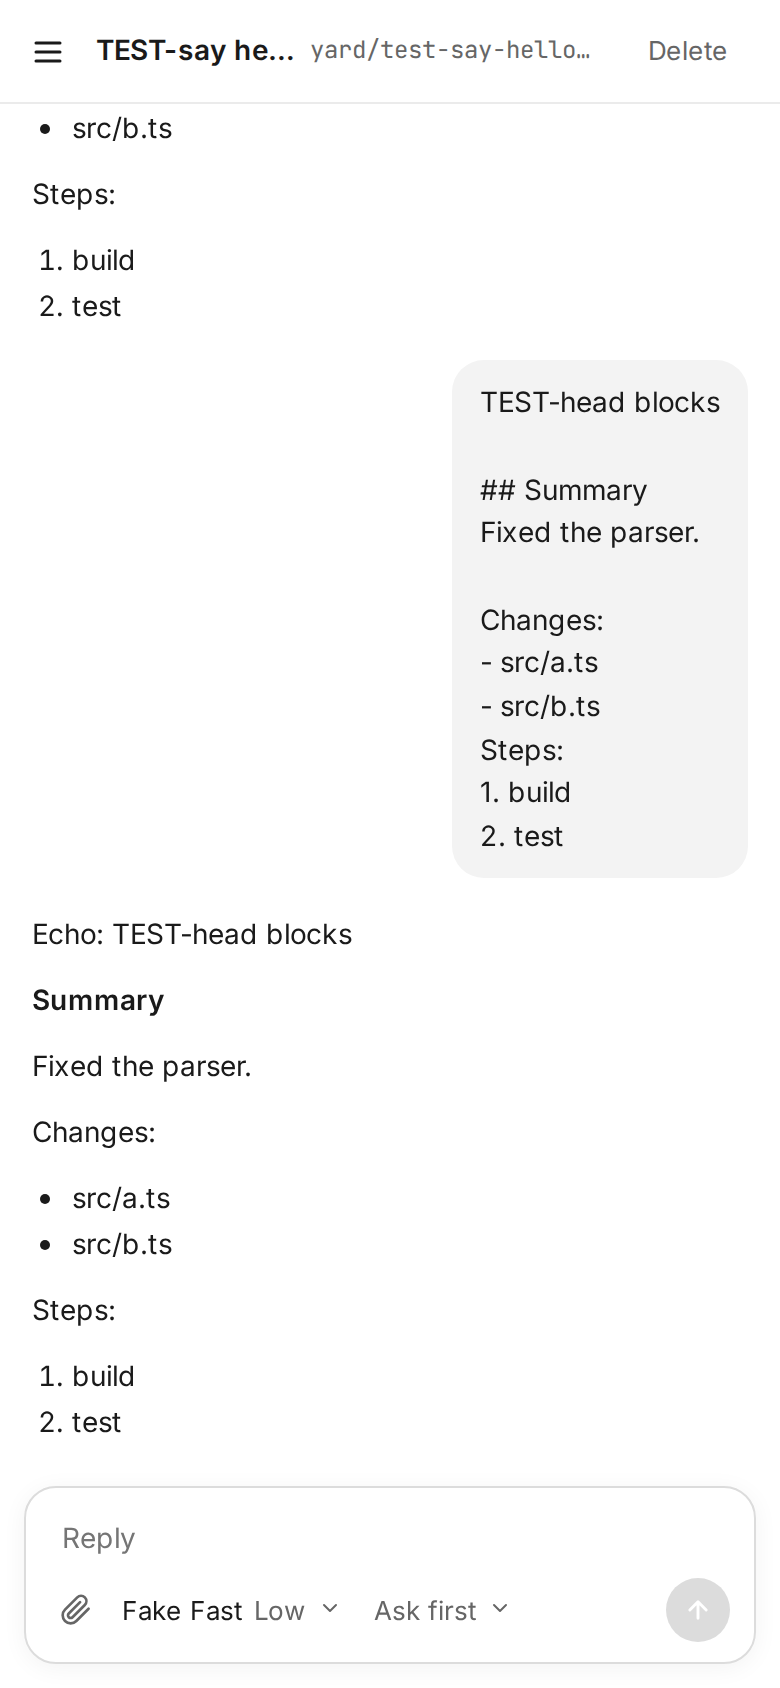 TEST-say he... yard/test-say-hello... Delete
• src/b.ts
Steps:
1. build
2. test
TEST-head blocks
## Summary
Fixed the parser.
Changes:
- src/a.ts
- src/b.ts
Steps:
1. build
2. test
Echo: TEST-head blocks
Summary
Fixed the parser.
Changes:
• src/a.ts
• src/b.ts
Steps:
1. build
2. test
Reply
Fake Fast Low Ask first